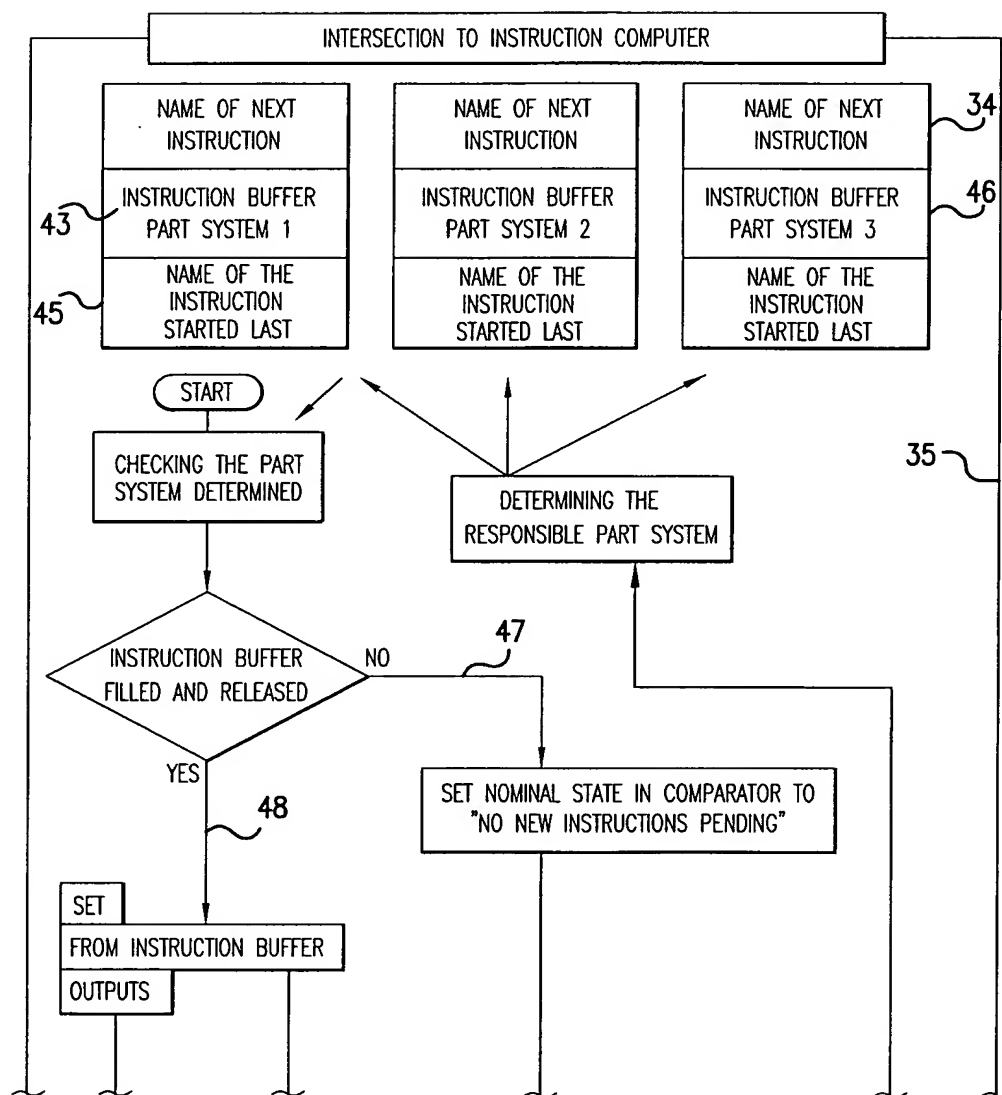 INTERSECTION TO INSTRUCTION COMPUTER
NAME OF NEXT
INSTRUCTION
NAME OF NEXT
INSTRUCTION
NAME OF NEXT
INSTRUCTION
34
43
INSTRUCTION BUFFER
PART SYSTEM 1
INSTRUCTION BUFFER
PART SYSTEM 2
INSTRUCTION BUFFER
PART SYSTEM 3
46
45
NAME OF THE
INSTRUCTION
STARTED LAST
NAME OF THE
INSTRUCTION
STARTED LAST
NAME OF THE
INSTRUCTION
STARTED LAST
START
CHECKING THE PART
SYSTEM DETERMINED
DETERMINING THE
RESPONSIBLE PART SYSTEM
35
INSTRUCTION BUFFER
FILLED AND RELEASED
NO
47
YES
48
SET NOMINAL STATE IN COMPARATOR TO
"NO NEW INSTRUCTIONS PENDING"
SET
FROM INSTRUCTION BUFFER
OUTPUTS